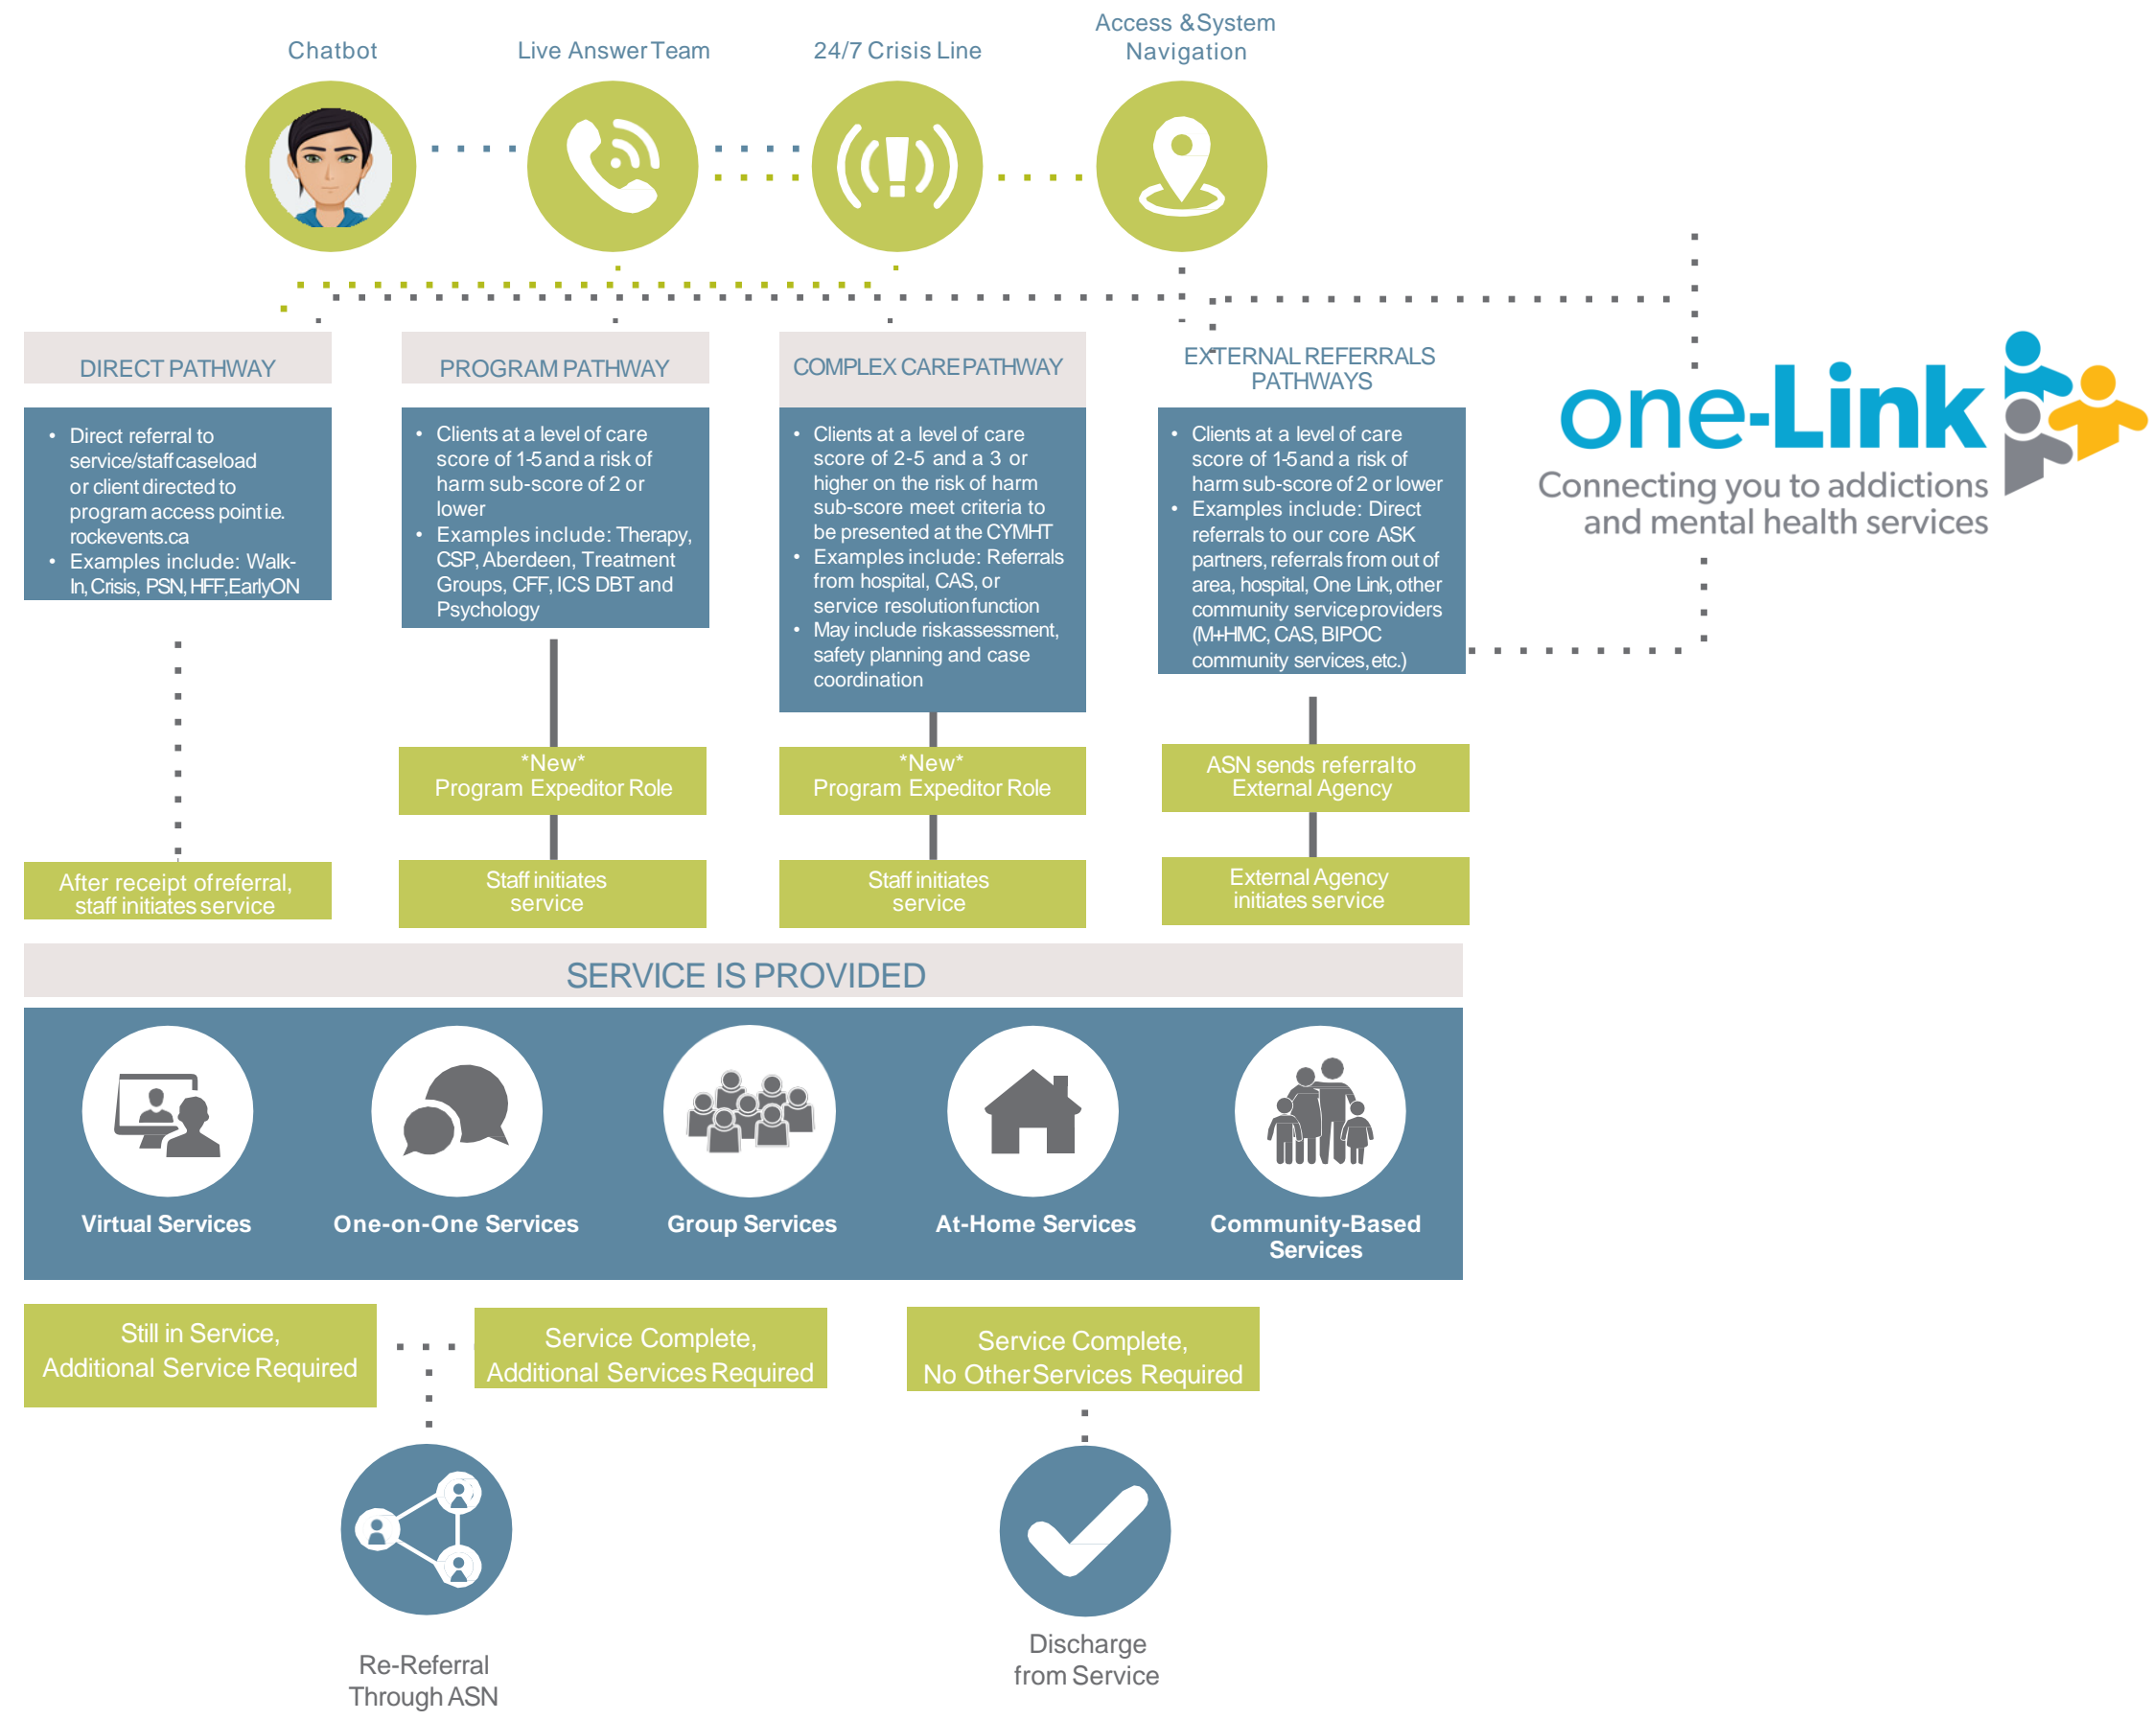 Chatbot
Live Answer Team
24/7 Crisis Line
Access & System
Navigation
DIRECT PATHWAY
• Direct referral to
service/staff caseload
or client directed to
program access point i.e.
rockevents.ca
• Examples include: Walk-
In, Crisis, PSN, HFF, EarlyON
PROGRAM PATHWAY
• Clients at a level of care
score of 1-5 and a risk of
harm sub-score of 2 or
lower
• Examples include: Therapy,
CSP, Aberdeen, Treatment
Groups, CFF, ICS DBT and
Psychology
COMPLEX CARE PATHWAY
• Clients at a level of care
score of 2-5 and a 3 or
higher on the risk of harm
sub-score meet criteria to
be presented at the CYMHT
• Examples include: Referrals
from hospital, CAS, or
service resolution function
• May include risk assessment,
safety planning and case
coordination
EXTERNAL REFERRALS
PATHWAYS
• Clients at a level of care
score of 1-5 and a risk of
harm sub-score of 2 or lower
• Examples include: Direct
referrals to our core ASK
partners, referrals from out of
area, hospital, One Link, other
community service providers
(M+HMC, CAS, BIPOC
community services, etc.)
one-Link
Connecting you to addictions
and mental health services
*New*
Program Expeditor Role
*New*
Program Expeditor Role
ASN sends referral to
External Agency
After receipt of referral,
staff initiates service
Staff initiates
service
Staff initiates
service
External Agency
initiates service
SERVICE IS PROVIDED
Virtual Services
One-on-One Services
Group Services
At-Home Services
Community-Based
Services
Still in Service,
Additional Service Required
Service Complete,
Additional Services Required
Service Complete,
No Other Services Required
Re-Referral
Through ASN
Discharge
from Service